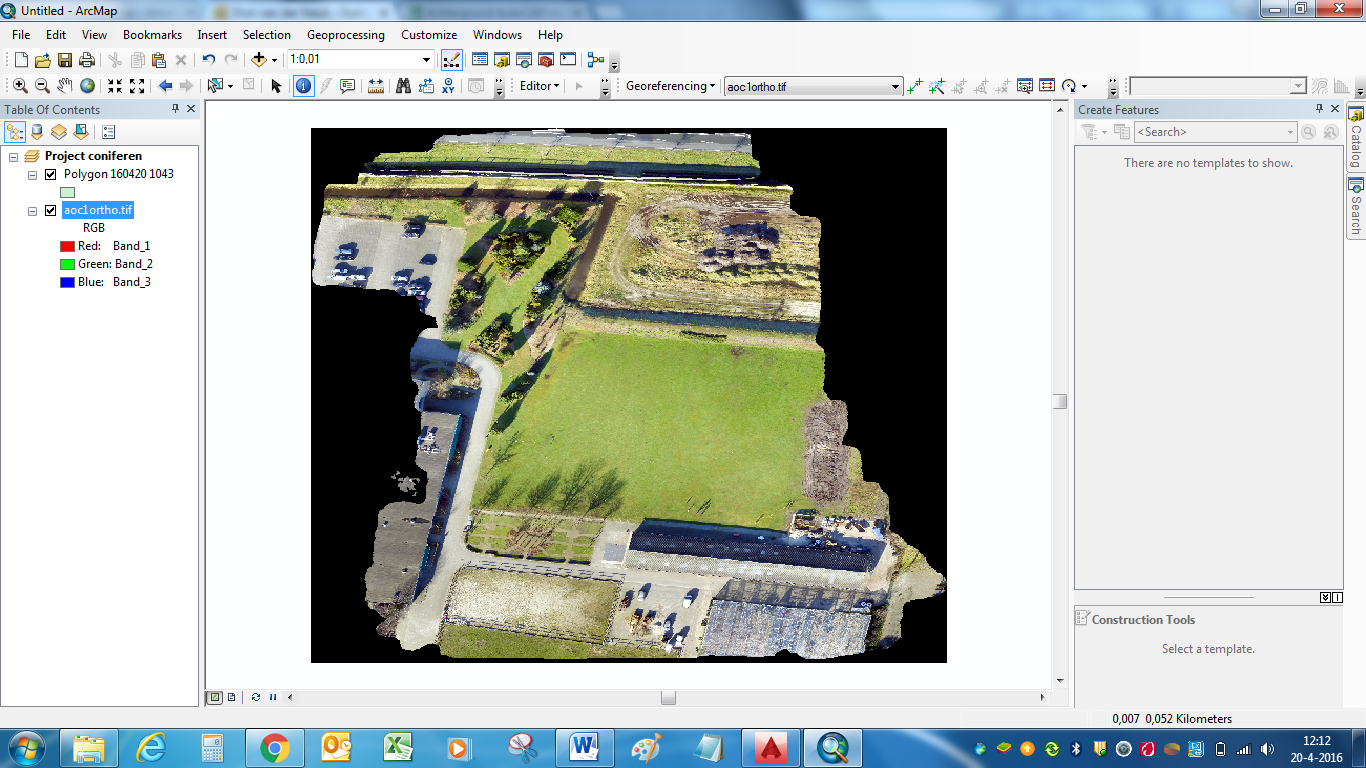 Untitled - ArcMap
File Edit View Bookmarks Insert Selection Geoprocessing Customize Windows Help
1:0,01
Editor Georeferencing aoc1ortho.tif
Table Of Contents
Create Features
<Search>
There are no templates to show.
Catalog
Search
Project coniferen
Polygon 160420 1043
aoc1ortho.tif
RGB
Red: Band_1
Green: Band_2
Blue: Band_3
Construction Tools
Select a template.
0,007 0,052 Kilometers
12:12
20-4-2016